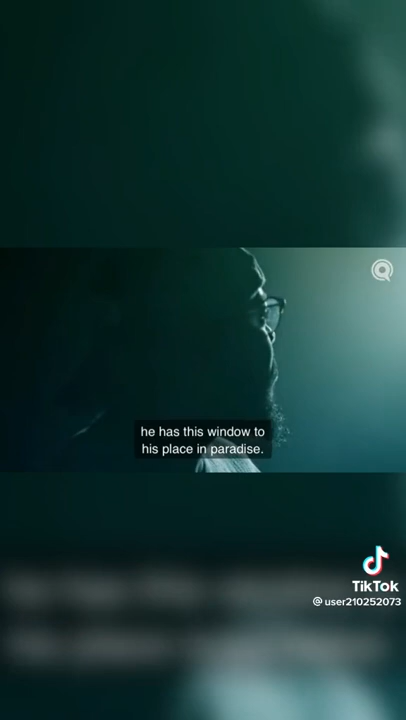 he has this window to
his place in paradise.
TikTok
@user210252073